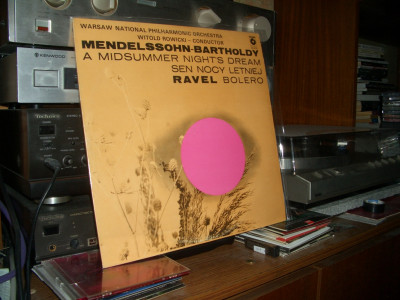 WARSAW NATIONAL PHILHARMONIC ORCHESTRA
WITOLD ROWICKI - CONDUCTOR
MENDELSSOHN-BARTHOLDY
A MIDSUMMER NIGHT'S DREAM
SEN NOCY LETNIEJ
RAVEL BOLERO
KENWOOD
Technics